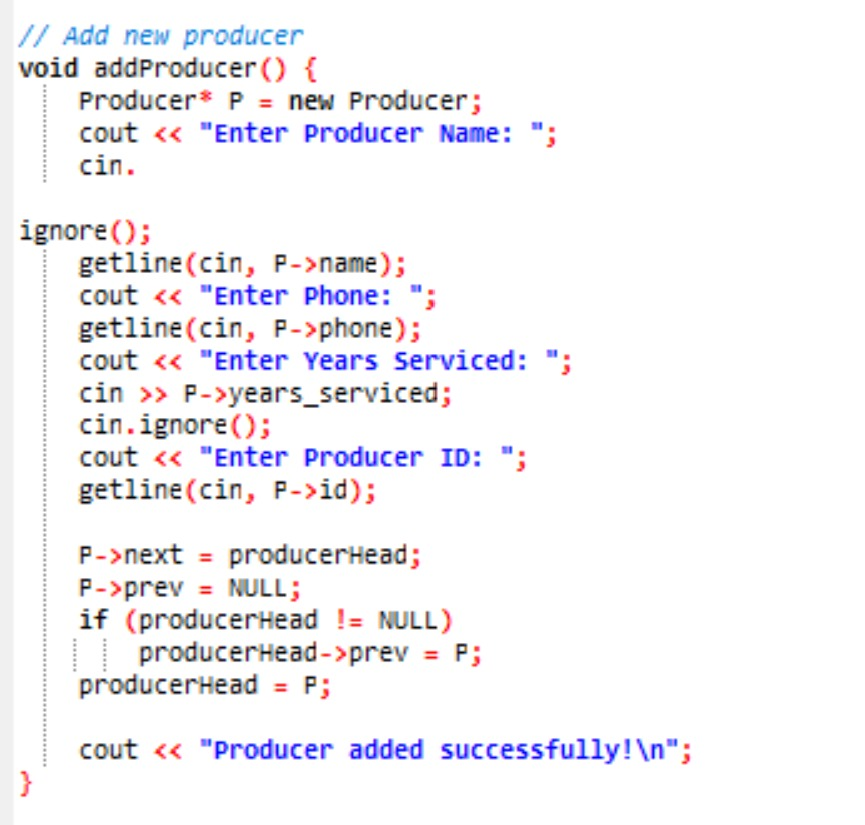 // Add new producer
void addProducer() {
    Producer* P = new Producer;
    cout << "Enter Producer Name: ";
    cin.

ignore();
    getline(cin, P->name);
    cout << "Enter Phone: ";
    getline(cin, P->phone);
    cout << "Enter Years Serviced: ";
    cin >> P->years_serviced;
    cin.ignore();
    cout << "Enter Producer ID: ";
    getline(cin, P->id);

    P->next = producerHead;
    P->prev = NULL;
    if (producerHead != NULL)
        producerHead->prev = P;
    producerHead = P;

    cout << "Producer added successfully!\n";
}